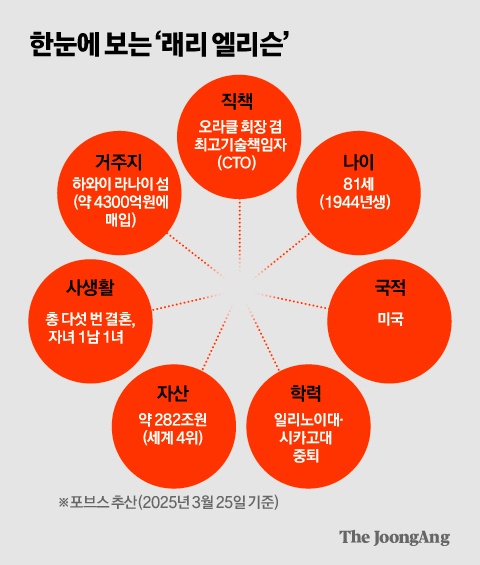 한눈에 보는 ‘래리 엘리슨’
직책
오라클 회장 겸
최고기술책임자
(CTO)
나이
81세
(1944년생)
국적
미국
학력
일리노이대·
시카고대
중퇴
자산
약 282조원
(세계 4위)
사생활
총 다섯 번 결혼,
자녀 1남 1녀
거주지
하와이 라나이 섬
(약 4300억원에
매입)
※포브스 추산(2025년 3월 25일 기준)
The JoongAng